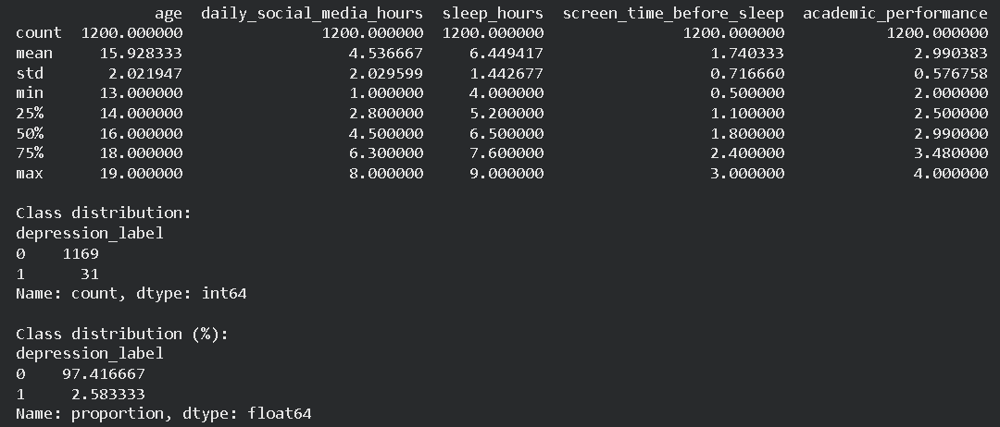 age daily_social_media_hours sleep_hours screen_time_before_sleep academic_performance
count 1200.000000 1200.000000 1200.000000 1200.000000 1200.000000
mean 15.928333 4.536667 6.449417 1.740333 2.990383
std 2.021947 2.029599 1.442677 0.716660 0.576758
min 13.000000 1.000000 4.000000 0.500000 2.000000
25% 14.000000 2.800000 5.200000 1.100000 2.500000
50% 16.000000 4.500000 6.500000 1.800000 2.990000
75% 18.000000 6.300000 7.600000 2.400000 3.480000
max 19.000000 8.000000 9.000000 3.000000 4.000000
Class distribution:
depression_label
0 1169
1 31
Name: count, dtype: int64
Class distribution (%):
depression_label
0 97.416667
1 2.583333
Name: proportion, dtype: float64